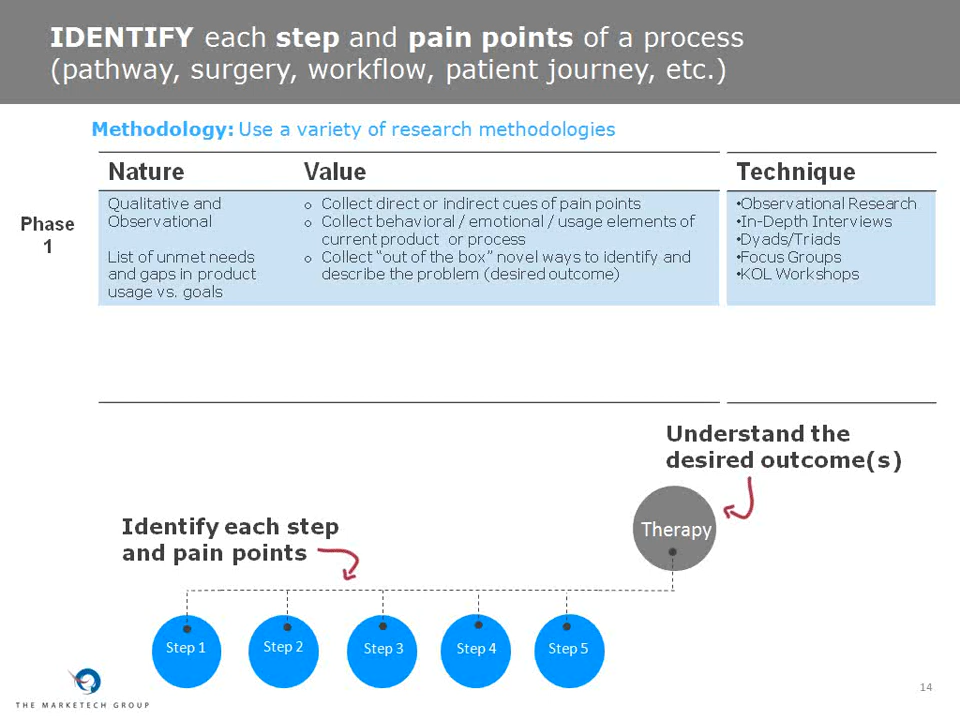 IDENTIFY each step and pain points of a process
(pathway, surgery, workflow, patient journey, etc.)
Methodology: Use a variety of research methodologies
Nature
Value
Technique
Phase
1
Qualitative and
Observational
List of unmet needs
and gaps in product
usage vs. goals
o Collect direct or indirect cues of pain points
o Collect behavioral / emotional / usage elements of
current product or process
o Collect “out of the box” novel ways to identify and
describe the problem (desired outcome)
•Observational Research
•In-Depth Interviews
•Dyads/Triads
•Focus Groups
•KOL Workshops
Understand the
desired outcome(s)
Therapy
Identify each step
and pain points
Step 1
Step 2
Step 3
Step 4
Step 5
THE MARKETECH GROUP
14